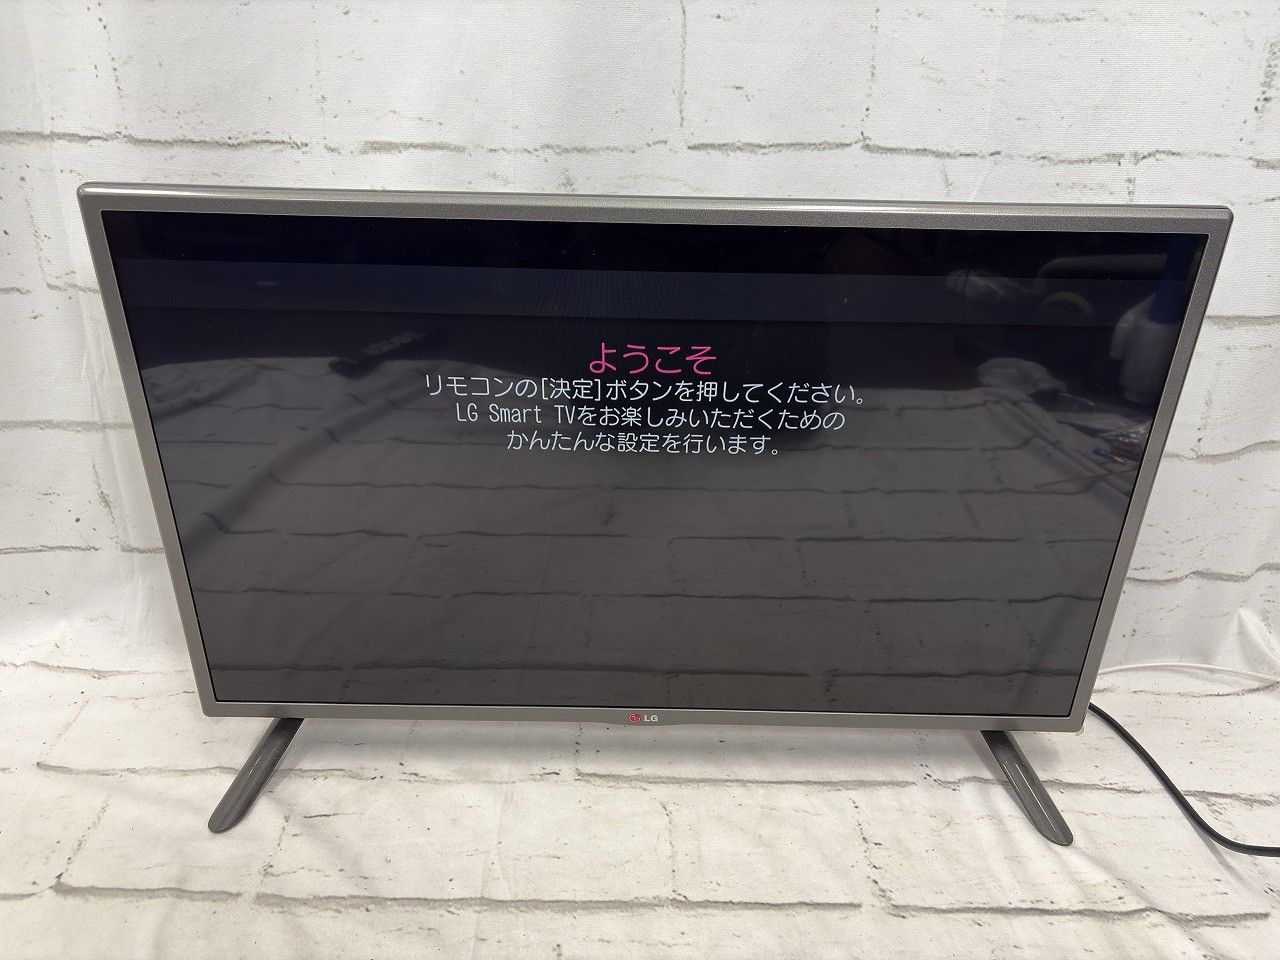 ようこそ
リモコンの[決定]ボタンを押してください。
LG Smart TVをお楽しみいただくための
かんたんな設定を行います。
LG